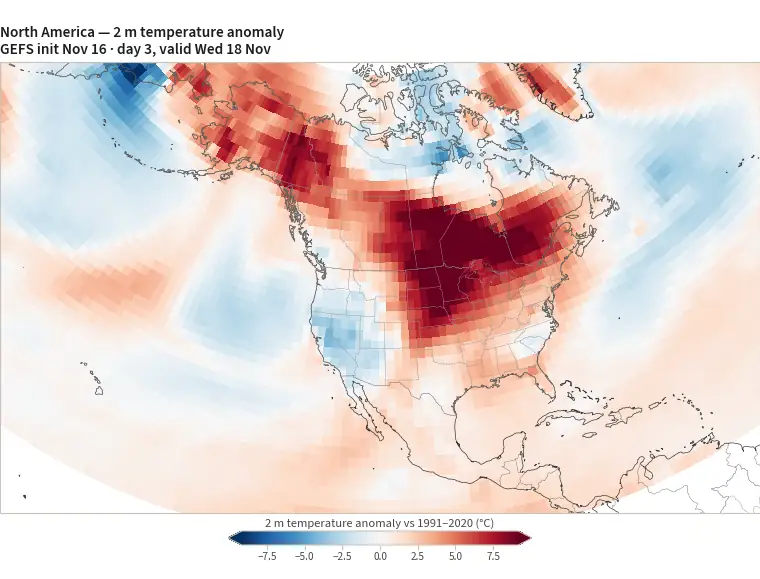 North America — 2 m temperature anomaly
GEFS init Nov 16 · day 3, valid Wed 18 Nov
2 m temperature anomaly vs 1991–2020 (°C)
−7.5 −5.0 −2.5 0.0 2.5 5.0 7.5